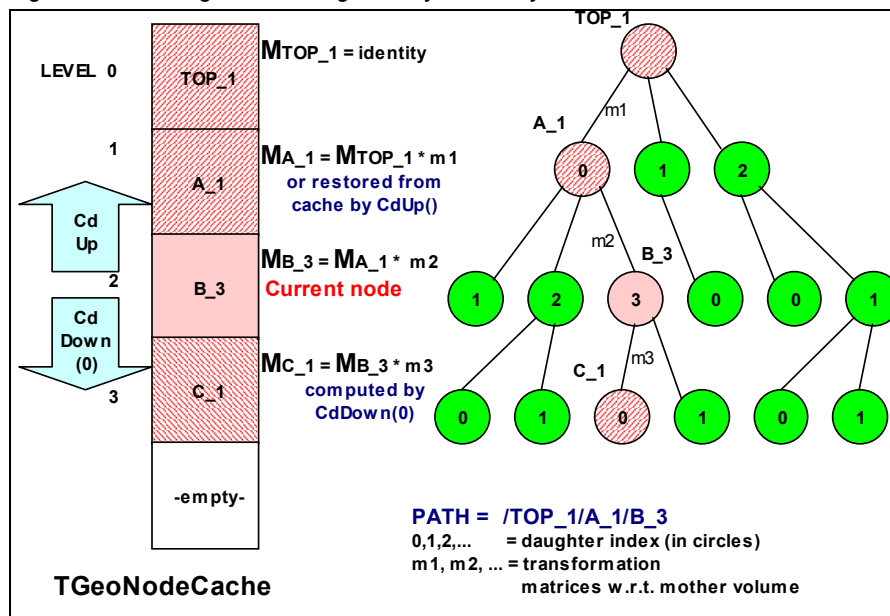 LEVEL 0
TOP_1
MTOP_1 = identity
1
A_1
MA_1 = MTOP_1 * m1
or restored from
cache by CdUp()
Cd
Up
2
B_3
MB_3 = MA_1 * m2
Current node
Cd
Down
(0)
3
C_1
MC_1 = MB_3 * m3
computed by
CdDown(0)
-empty-
TGeoNodeCache
TOP_1
m1
A_1
0 1 2
m2
B_3
1 2 3 0 0 1
m3
C_1
0 1 0 1 0 1
PATH = /TOP_1/A_1/B_3
0,1,2,... = daughter index (in circles)
m1, m2, ... = transformation
matrices w.r.t. mother volume